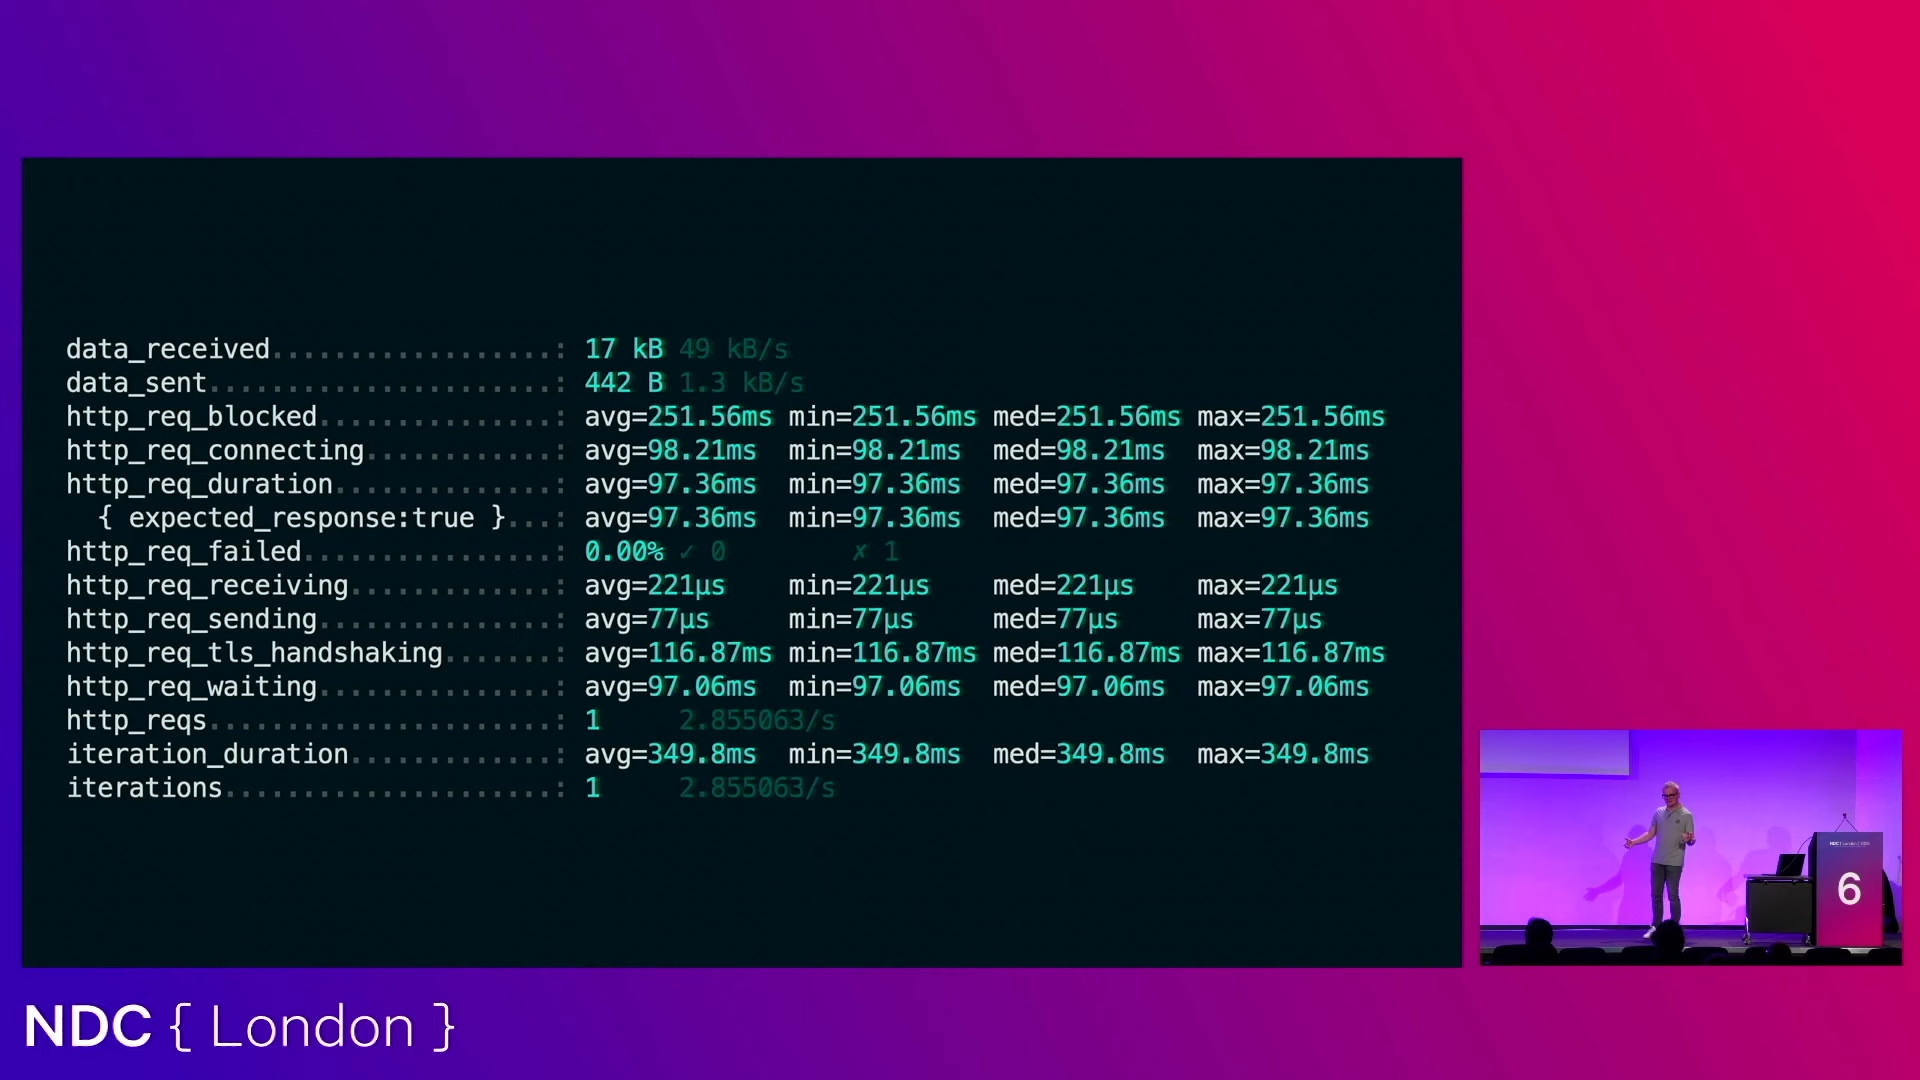 data_received..................: 17 kB 49 kB/s
data_sent......................: 442 B 1.3 kB/s
http_req_blocked...............: avg=251.56ms min=251.56ms med=251.56ms max=251.56ms
http_req_connecting............: avg=98.21ms min=98.21ms med=98.21ms max=98.21ms
http_req_duration..............: avg=97.36ms min=97.36ms med=97.36ms max=97.36ms
{ expected_response:true }...: avg=97.36ms min=97.36ms med=97.36ms max=97.36ms
http_req_failed................: 0.00% ✓ 0 ✗ 1
http_req_receiving.............: avg=221µs min=221µs med=221µs max=221µs
http_req_sending...............: avg=77µs min=77µs med=77µs max=77µs
http_req_tls_handshaking.......: avg=116.87ms min=116.87ms med=116.87ms max=116.87ms
http_req_waiting...............: avg=97.06ms min=97.06ms med=97.06ms max=97.06ms
http_reqs......................: 1 2.855063/s
iteration_duration.............: avg=349.8ms min=349.8ms med=349.8ms max=349.8ms
iterations.....................: 1 2.855063/s
6
NDC { London }